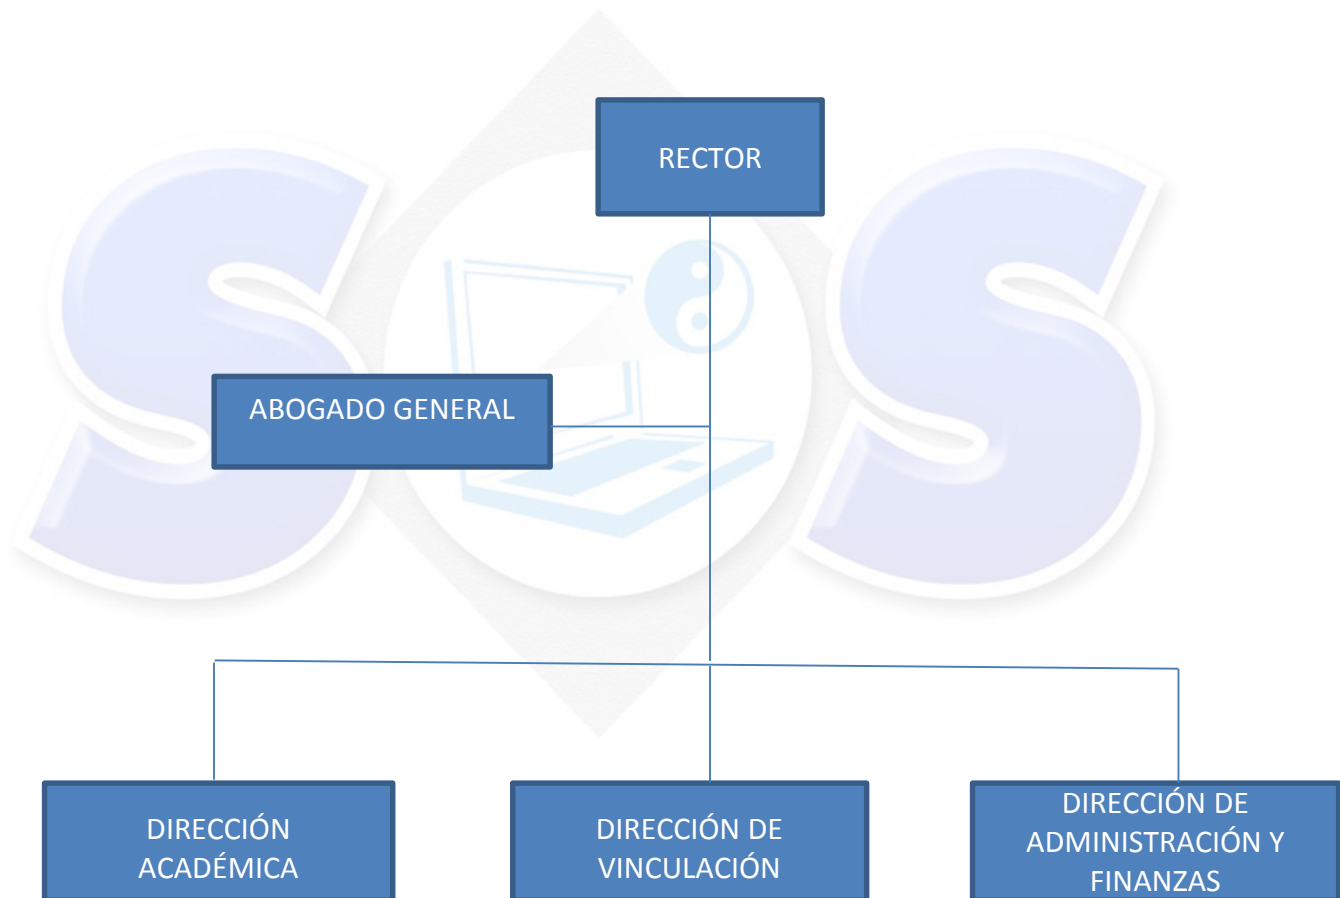 RECTOR
ABOGADO GENERAL
DIRECCIÓN
ACADÉMICA
DIRECCIÓN DE
VINCULACIÓN
DIRECCIÓN DE
ADMINISTRACIÓN Y
FINANZAS
S S